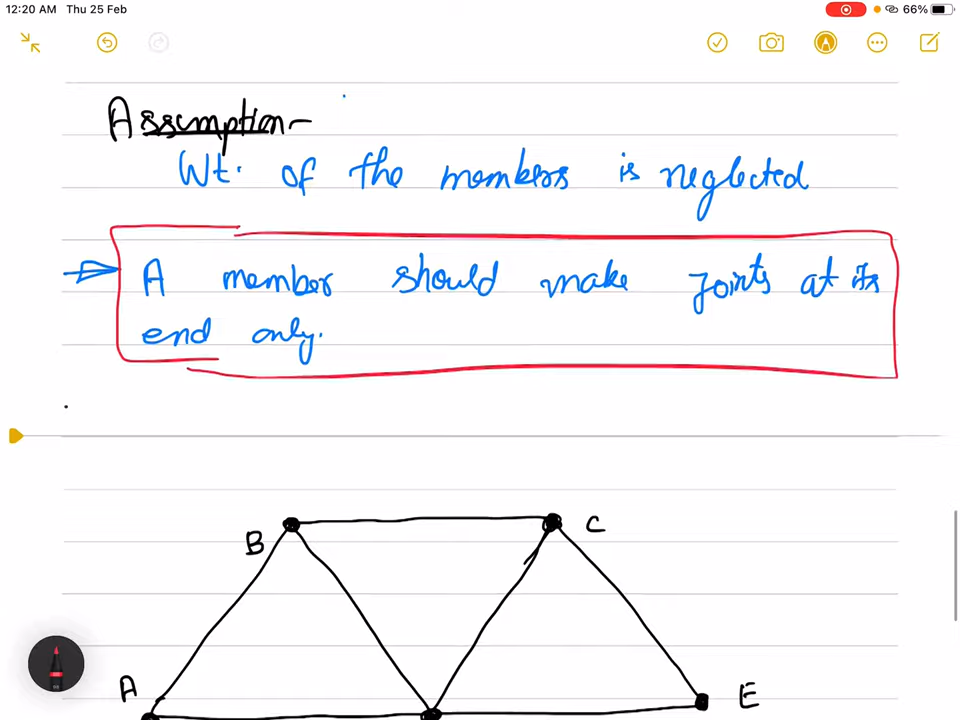 12:20 AM Thu 25 Feb
66%
Assumption-
Wt. of the members is neglected
A member should make Joints at its
end only.
B
C
A
E